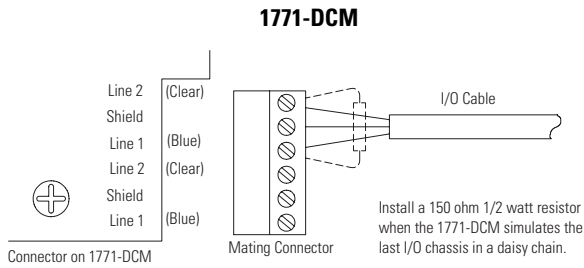 1771-DCM
Line 2 (Clear)
Shield
Line 1 (Blue)
Line 2 (Clear)
Shield
Line 1 (Blue)
Connector on 1771-DCM
Mating Connector
I/O Cable
Install a 150 ohm 1/2 watt resistor
when the 1771-DCM simulates the
last I/O chassis in a daisy chain.